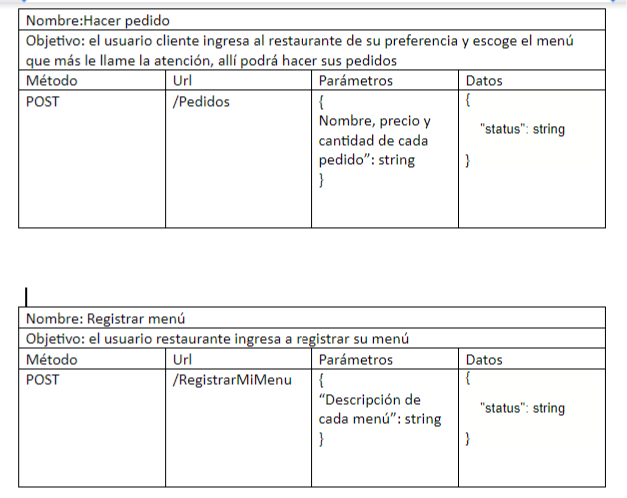 Nombre:Hacer pedido
Objetivo: el usuario cliente ingresa al restaurante de su preferencia y escoge el menú
que más le llame la atención, allí podrá hacer sus pedidos
Método Url Parámetros Datos
POST /Pedidos { {
Nombre, precio y
"status": string
cantidad de cada
pedido”: string }
}
Nombre: Registrar menú
Objetivo: el usuario restaurante ingresa a registrar su menú
Método Url Parámetros Datos
POST /RegistrarMiMenu { {
“Descripción de
"status": string
cada menú”: string
} }